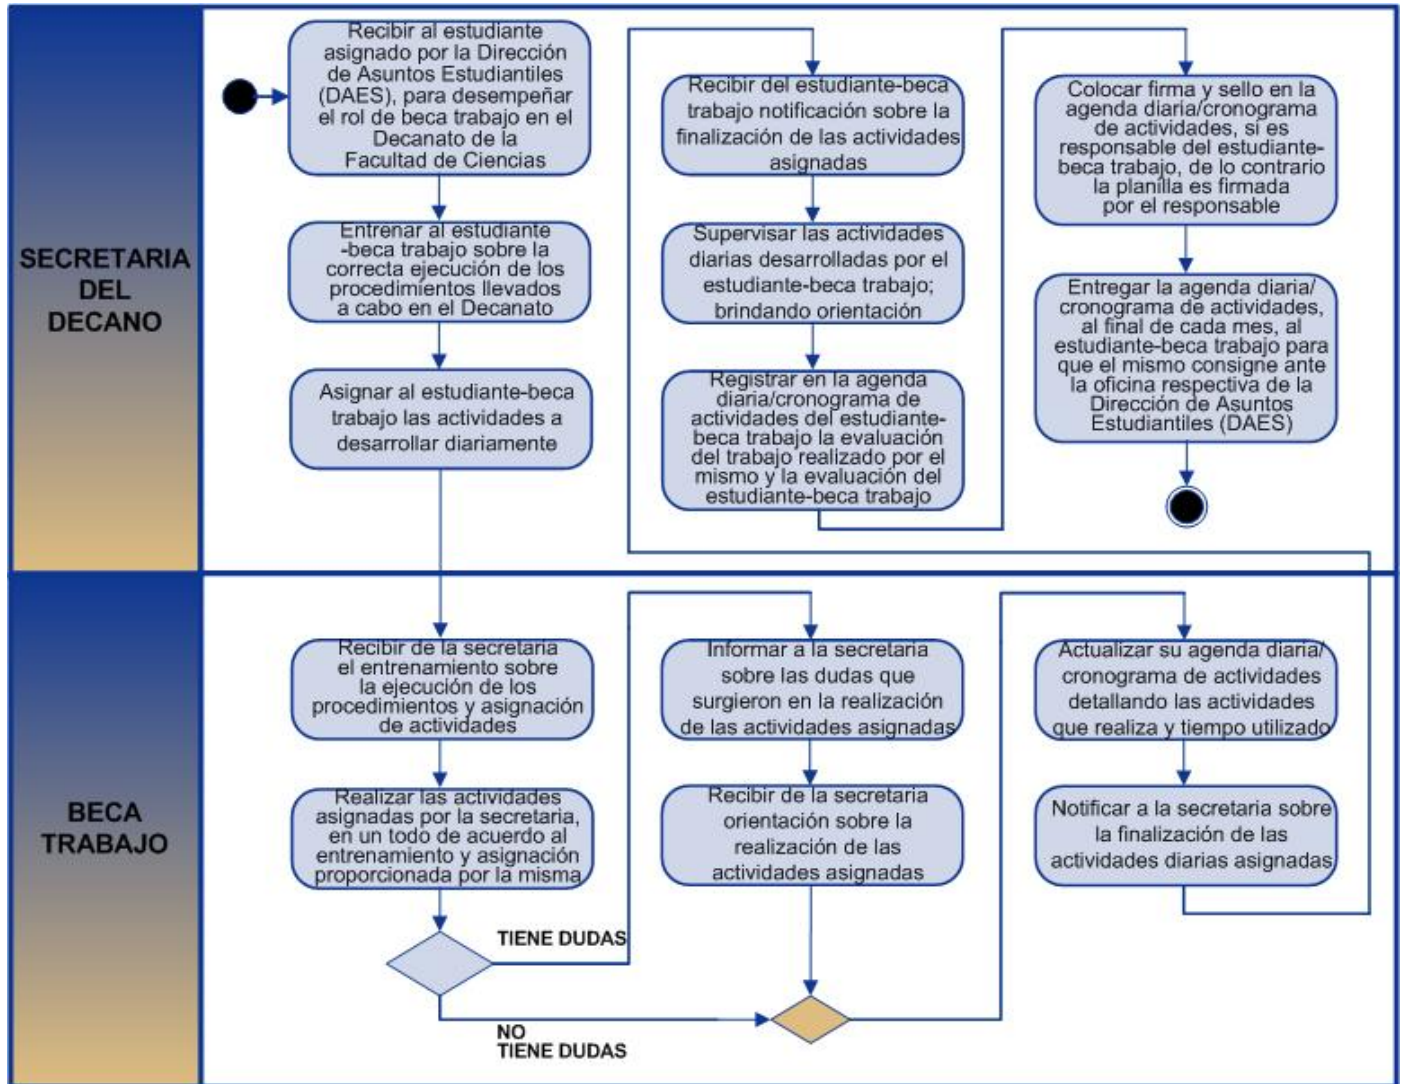 SECRETARIA
DEL
DECANO
Recibir al estudiante
asignado por la Dirección
de Asuntos Estudiantiles
(DAES), para desempeñar
el rol de beca trabajo en el
Decanato de la
Facultad de Ciencias
Entrenar al estudiante
-beca trabajo sobre la
correcta ejecución de los
procedimientos llevados
a cabo en el Decanato
Asignar al estudiante-beca
trabajo las actividades a
desarrollar diariamente
Recibir del estudiante-beca
trabajo notificación sobre la
finalización de las actividades
asignadas
Supervisar las actividades
diarias desarrolladas por el
estudiante-beca trabajo;
brindando orientación
Registrar en la agenda
diaria/cronograma de
actividades del estudiante-
beca trabajo la evaluación
del trabajo realizado por el
mismo y la evaluación del
estudiante-beca trabajo
Colocar firma y sello en la
agenda diaria/cronograma
de actividades, si es
responsable del estudiante-
beca trabajo, de lo contrario
la planilla es firmada
por el responsable
Entregar la agenda diaria/
cronograma de actividades,
al final de cada mes, al
estudiante-beca trabajo para
que el mismo consigne ante
la oficina respectiva de la
Dirección de Asuntos
Estudiantiles (DAES)
BECA
TRABAJO
Recibir de la secretaria
el entrenamiento sobre
la ejecución de los
procedimientos y asignación
de actividades
Realizar las actividades
asignadas por la secretaria,
en un todo de acuerdo al
entrenamiento y asignación
proporcionada por la misma
TIENE DUDAS
NO
TIENE DUDAS
Informar a la secretaria
sobre las dudas que
surgieron en la realización
de las actividades asignadas
Recibir de la secretaria
orientación sobre la
realización de las
actividades asignadas
Actualizar su agenda diaria/
cronograma de actividades
detallando las actividades
que realiza y tiempo utilizado
Notificar a la secretaria sobre
la finalización de las
actividades diarias asignadas